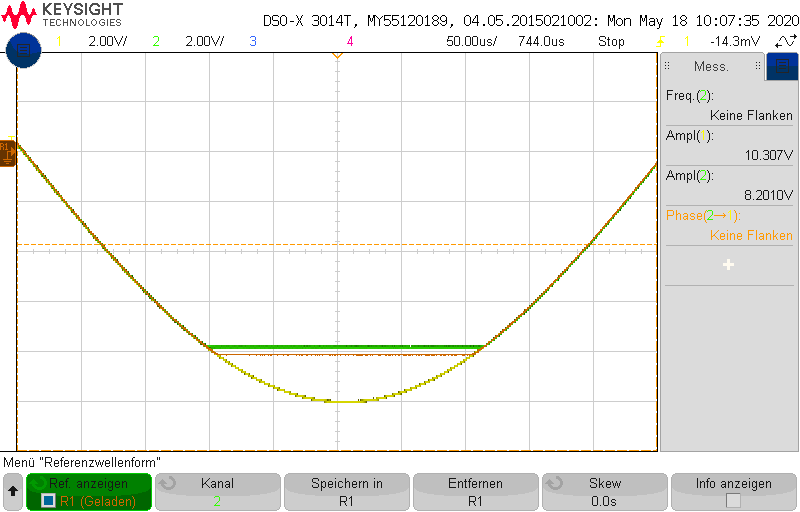 KEYSIGHT
TECHNOLOGIES
DSO-X 3014T, MY55120189, 04.05.2015021002: Mon May 18 10:07:35 2020
1 2.00V/ 2 2.00V/ 3 4 50.00us/ 744.0us Stop 1 -14.3mV
Mess.
Freq.(2):
Keine Flanken
Ampl( ):
10.307V
Ampl(2):
8.2010V
Phase(2→1):
Keine Flanken
R1
Menü "Referenzwellenform"
Ref. anzeigen
R1 (Geladen)
Kanal
2
Speichern in
R1
Entfernen
R1
Skew
0.0s
Info anzeigen